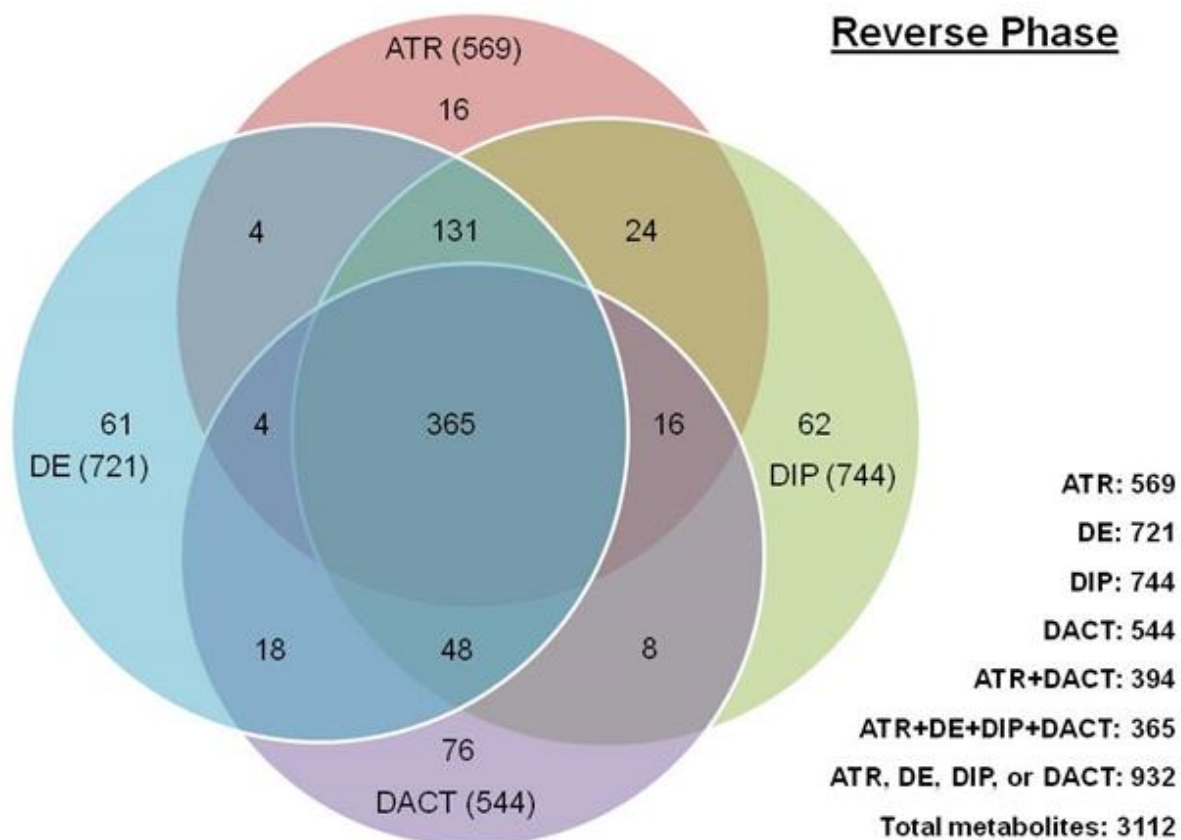 Reverse Phase
ATR (569)
16
4
131
24
61
DE (721)
4
365
16
62
DIP (744)
18
48
8
76
DACT (544)
ATR: 569
DE: 721
DIP: 744
DACT: 544
ATR+DACT: 394
ATR+DE+DIP+DACT: 365
ATR, DE, DIP, or DACT: 932
Total metabolites: 3112